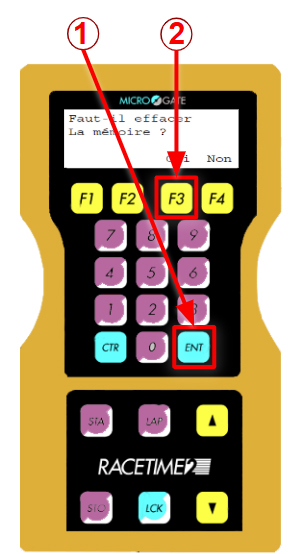 1 2
MICROGATE
Faut-il effacer
La mémoire ?
Oui Non
F1 F2 F3 F4
7 8 9
4 5 6
1 2 3
CTR 0 ENT
STA LAP ▲
RACETIME2
STO LCK ▼